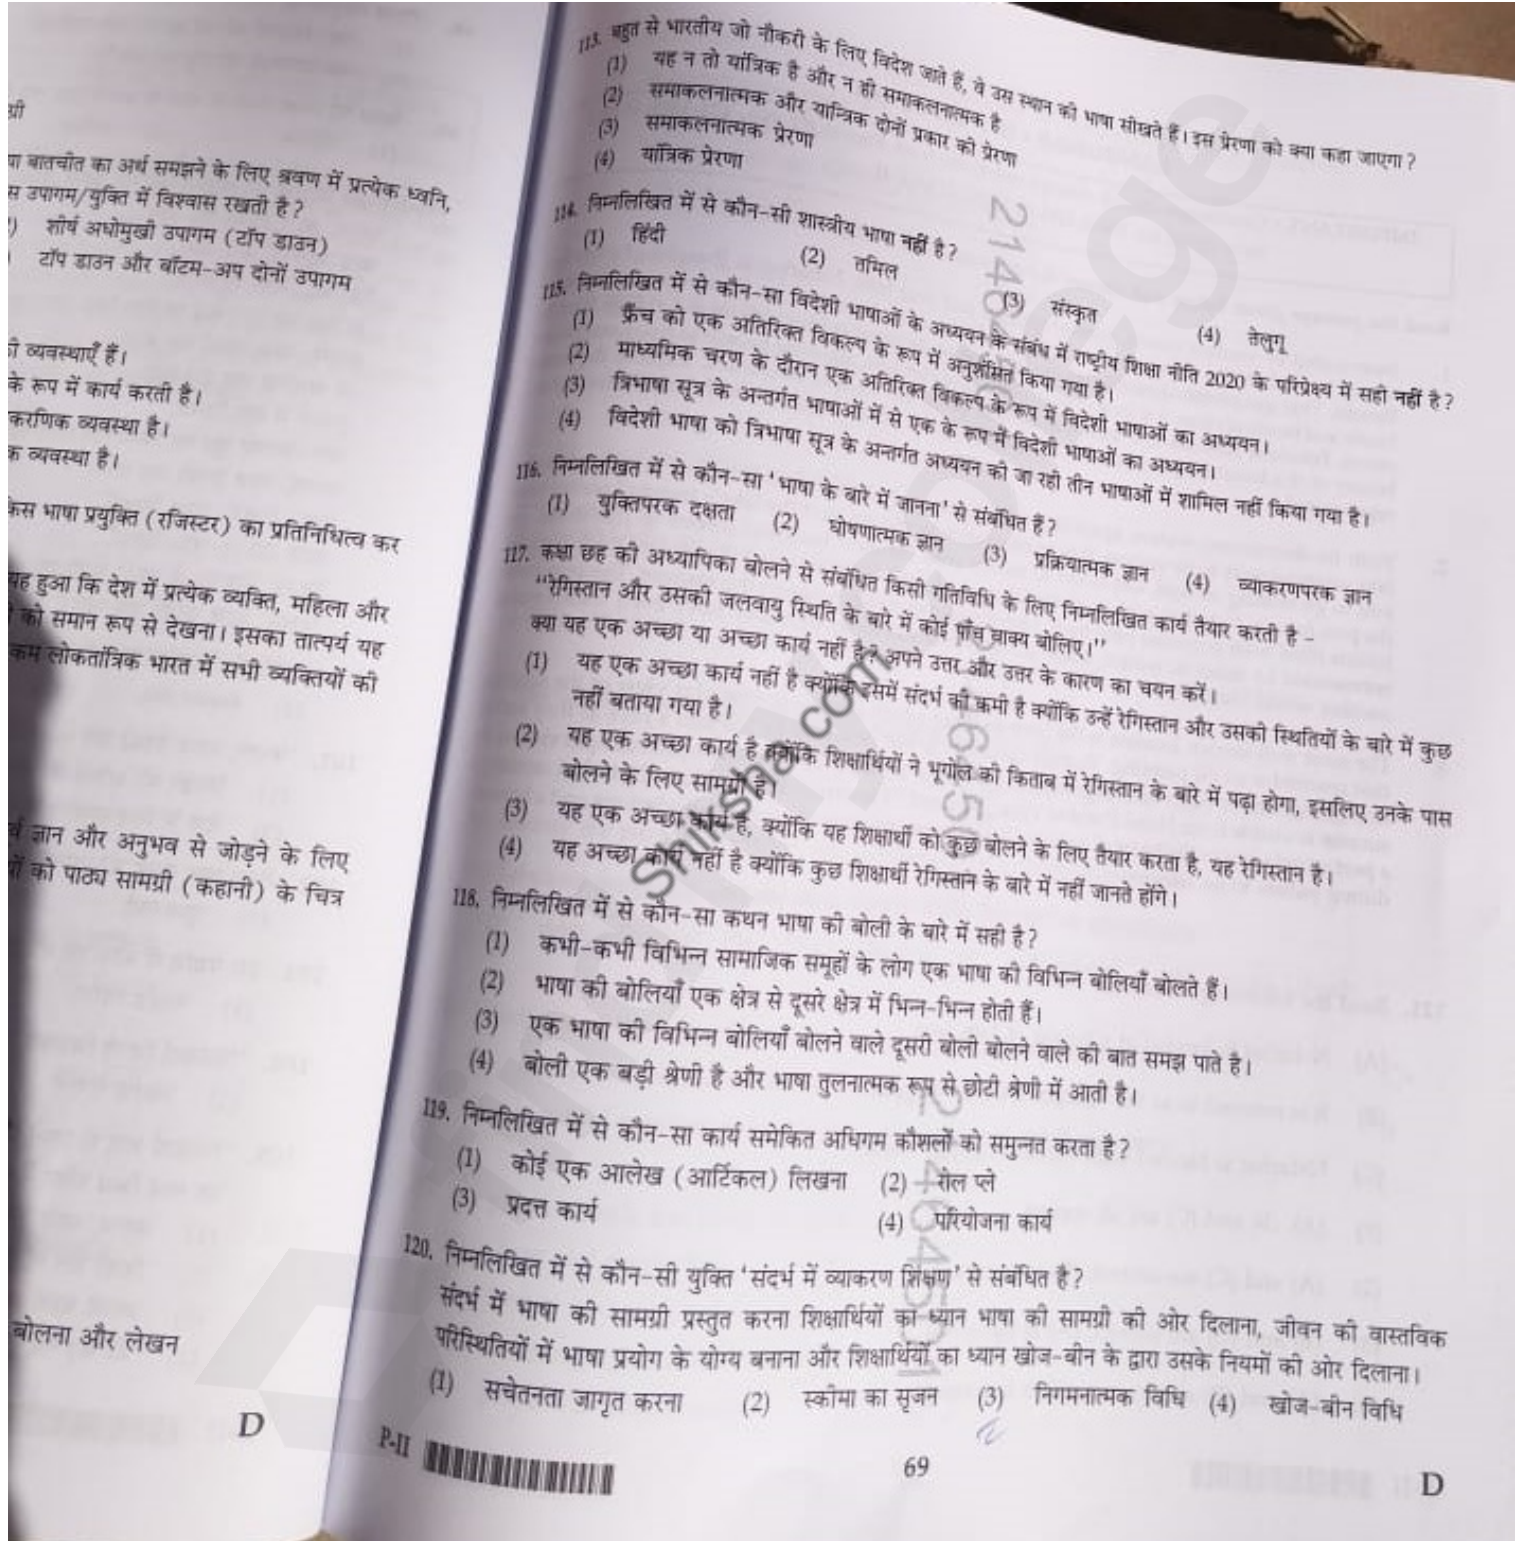 ग्री
या बातचीत का अर्थ समझने के लिए श्रवण में प्रत्येक ध्वनि,
स उपागम/युक्ति में विश्वास रखती है?
) शीर्ष अधोमुखी उपागम (टॉप डाउन)
) टॉप डाउन और बॉटम-अप दोनों उपागम
ी व्यवस्थाएँ हैं।
के रूप में कार्य करती है।
करणिक व्यवस्था है।
क व्यवस्था है।
केस भाषा प्रयुक्ति (रजिस्टर) का प्रतिनिधित्व कर
यह हुआ कि देश में प्रत्येक व्यक्ति, महिला और
को समान रूप से देखना। इसका तात्पर्य यह
कम लोकतांत्रिक भारत में सभी व्यक्तियों की
र्व ज्ञान और अनुभव से जोड़ने के लिए
ों को पाठ्य सामग्री (कहानी) के चित्र
बोलना और लेखन
D
113. बहुत से भारतीय जो नौकरी के लिए विदेश जाते हैं, वे उस स्थान की भाषा सीखते हैं। इस प्रेरणा को क्या कहा जाएगा?
(1) यह न तो यांत्रिक है और न ही समाकलनात्मक है
(2) समाकलनात्मक और यान्त्रिक दोनों प्रकार की प्रेरणा
(3) समाकलनात्मक प्रेरणा
(4) यांत्रिक प्रेरणा
114. निम्नलिखित में से कौन-सी शास्त्रीय भाषा नहीं है?
(1) हिंदी (2) तमिल (3) संस्कृत (4) तेलुगू
115. निम्नलिखित में से कौन-सा विदेशी भाषाओं के अध्ययन के संबंध में राष्ट्रीय शिक्षा नीति 2020 के परिप्रेक्ष्य में सही नहीं है?
(1) फ्रैंच को एक अतिरिक्त विकल्प के रूप में अनुशंसित किया गया है।
(2) माध्यमिक चरण के दौरान एक अतिरिक्त विकल्प के रूप में विदेशी भाषाओं का अध्ययन।
(3) त्रिभाषा सूत्र के अन्तर्गत भाषाओं में से एक के रूप में विदेशी भाषाओं का अध्ययन।
(4) विदेशी भाषा को त्रिभाषा सूत्र के अन्तर्गत अध्ययन की जा रही तीन भाषाओं में शामिल नहीं किया गया है।
116. निम्नलिखित में से कौन-सा 'भाषा के बारे में जानना' से संबंधित हैं?
(1) युक्तिपरक दक्षता (2) घोषणात्मक ज्ञान (3) प्रक्रियात्मक ज्ञान (4) व्याकरणपरक ज्ञान
117. कक्षा छह की अध्यापिका बोलने से संबंधित किसी गतिविधि के लिए निम्नलिखित कार्य तैयार करती है –
"रेगिस्तान और उसकी जलवायु स्थिति के बारे में कोई पाँच वाक्य बोलिए।"
क्या यह एक अच्छा या अच्छा कार्य नहीं है? अपने उत्तर और उत्तर के कारण का चयन करें।
(1) यह एक अच्छा कार्य नहीं है क्योंकि इसमें संदर्भ की कमी है क्योंकि उन्हें रेगिस्तान और उसकी स्थितियों के बारे में कुछ
नहीं बताया गया है।
(2) यह एक अच्छा कार्य है क्योंकि शिक्षार्थियों ने भूगोल की किताब में रेगिस्तान के बारे में पढ़ा होगा, इसलिए उनके पास
बोलने के लिए सामग्री है।
(3) यह एक अच्छा कार्य है, क्योंकि यह शिक्षार्थी को कुछ बोलने के लिए तैयार करता है, यह रेगिस्तान है।
(4) यह अच्छा कार्य नहीं है क्योंकि कुछ शिक्षार्थी रेगिस्तान के बारे में नहीं जानते होंगे।
118. निम्नलिखित में से कौन-सा कथन भाषा की बोली के बारे में सही है?
(1) कभी-कभी विभिन्न सामाजिक समूहों के लोग एक भाषा की विभिन्न बोलियाँ बोलते हैं।
(2) भाषा की बोलियाँ एक क्षेत्र से दूसरे क्षेत्र में भिन्न-भिन्न होती हैं।
(3) एक भाषा की विभिन्न बोलियाँ बोलने वाले दूसरी बोली बोलने वाले की बात समझ पाते है।
(4) बोली एक बड़ी श्रेणी है और भाषा तुलनात्मक रूप से छोटी श्रेणी में आती है।
119. निम्नलिखित में से कौन-सा कार्य समेकित अधिगम कौशलों को समुन्नत करता है?
(1) कोई एक आलेख (आर्टिकल) लिखना (2) रोल प्ले
(3) प्रदत्त कार्य (4) परियोजना कार्य
120. निम्नलिखित में से कौन-सी युक्ति 'संदर्भ में व्याकरण शिक्षण' से संबंधित है?
संदर्भ में भाषा की सामग्री प्रस्तुत करना शिक्षार्थियों का ध्यान भाषा की सामग्री की ओर दिलाना, जीवन की वास्तविक
परिस्थितियों में भाषा प्रयोग के योग्य बनाना और शिक्षार्थियों का ध्यान खोज-बीन के द्वारा उसके नियमों की ओर दिलाना।
(1) सचेतनता जागृत करना (2) स्कीमा का सृजन (3) निगमनात्मक विधि (4) खोज-बीन विधि
P-II 69 D
Shiksha.com